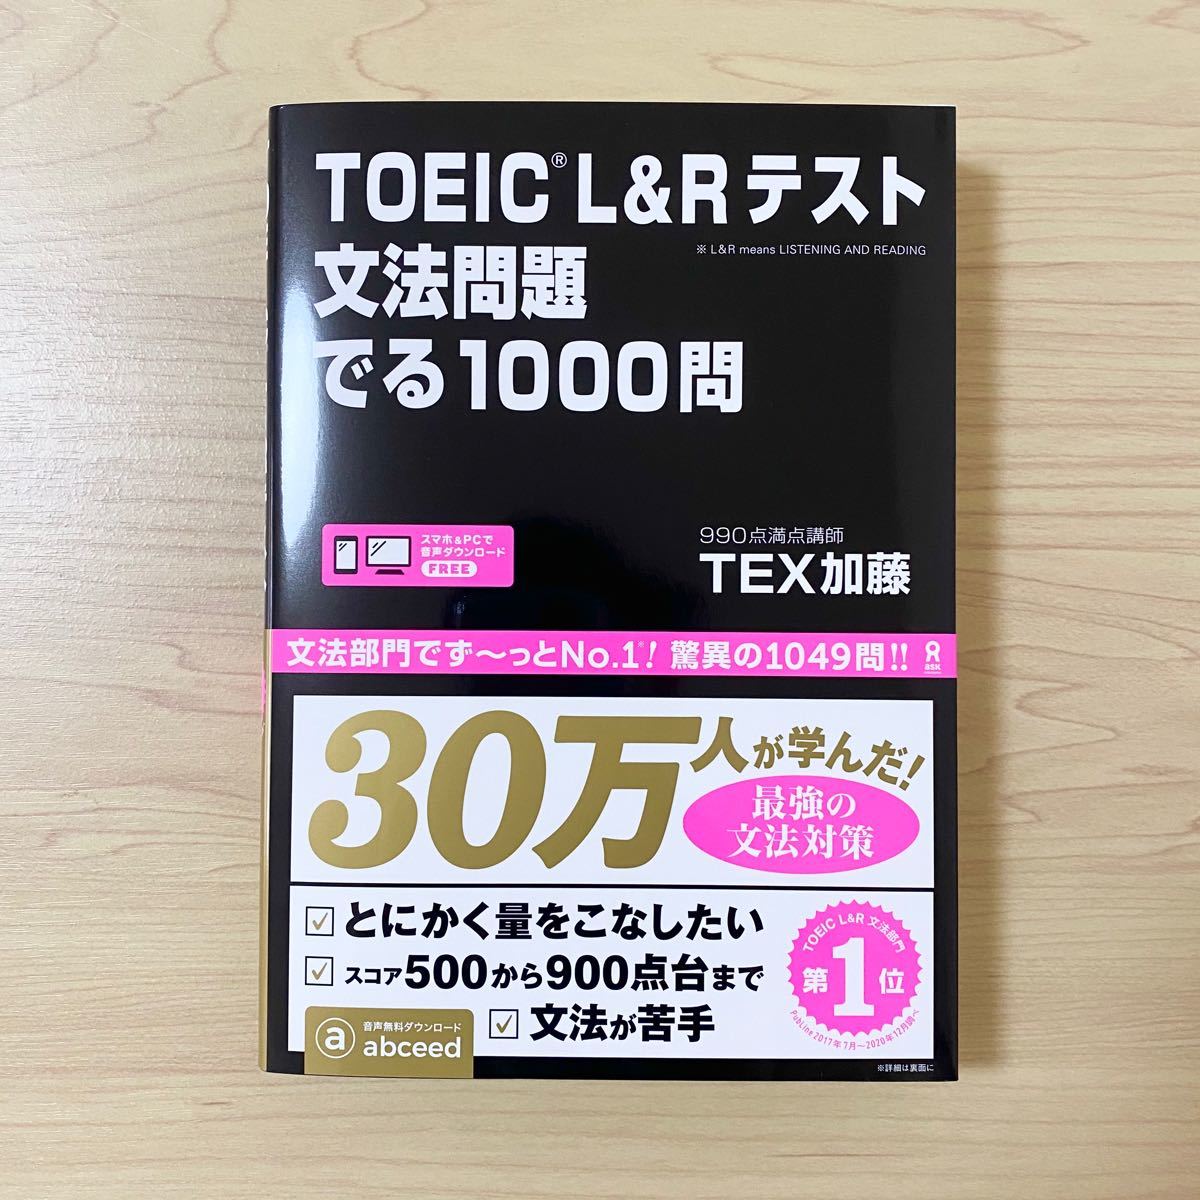 TOEIC® L&Rテスト
※ L&R means LISTENING AND READING
文法問題
でる1000問
スマホ&PCで
音声ダウンロード
FREE
990点満点講師
TEX加藤
文法部門でず〜っとNo.1※! 驚異の1049問!!
ask
30万人が学んだ!
最強の
文法対策
とにかく量をこなしたい
スコア500から900点台まで
文法が苦手
TOEIC L&R 文法部門
第1位
PubLine 2017年7月〜2020年12月調べ
音声無料ダウンロード
a abceed
※詳細は裏面に